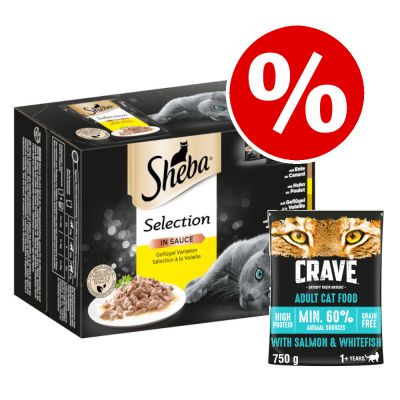 %
Sheba
Selection
IN SAUCE
Geflügel Variation
Sélection à la Volaille
Sheba
mit Ente
au Canard
mit Huhn
au Poulet
mit Geflügel
à la Volaille
CRAVE
SATISFY THEIR NATURE
ADULT CAT FOOD
HIGH
PROTEIN
MIN. 60%
ANIMAL SOURCES
GRAIN
FREE
WITH SALMON & WHITEFISH
750 g
1+ YEARS